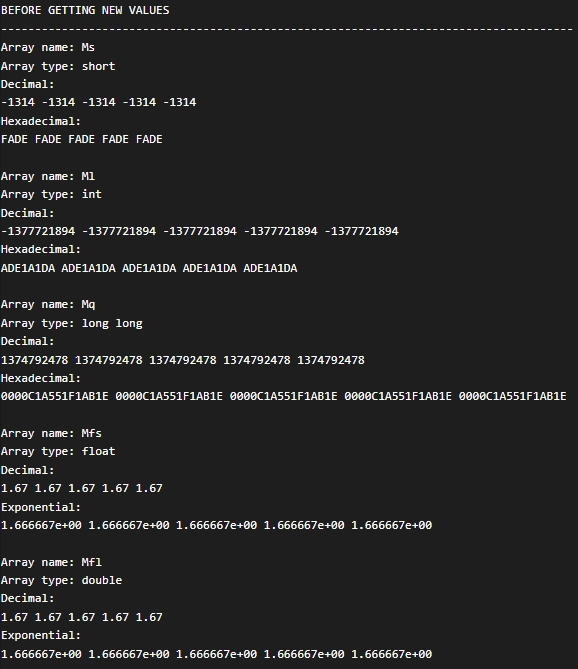 BEFORE GETTING NEW VALUES
-------------------------------------------------------------------------------------
Array name: Ms
Array type: short
Decimal:
-1314 -1314 -1314 -1314 -1314
Hexadecimal:
FADE FADE FADE FADE FADE
Array name: Ml
Array type: int
Decimal:
-1377721894 -1377721894 -1377721894 -1377721894 -1377721894
Hexadecimal:
ADE1A1DA ADE1A1DA ADE1A1DA ADE1A1DA ADE1A1DA
Array name: Mq
Array type: long long
Decimal:
1374792478 1374792478 1374792478 1374792478 1374792478
Hexadecimal:
0000C1A551F1AB1E 0000C1A551F1AB1E 0000C1A551F1AB1E 0000C1A551F1AB1E 0000C1A551F1AB1E
Array name: Mfs
Array type: float
Decimal:
1.67 1.67 1.67 1.67 1.67
Exponential:
1.666667e+00 1.666667e+00 1.666667e+00 1.666667e+00 1.666667e+00
Array name: Mfl
Array type: double
Decimal:
1.67 1.67 1.67 1.67 1.67
Exponential:
1.666667e+00 1.666667e+00 1.666667e+00 1.666667e+00 1.666667e+00